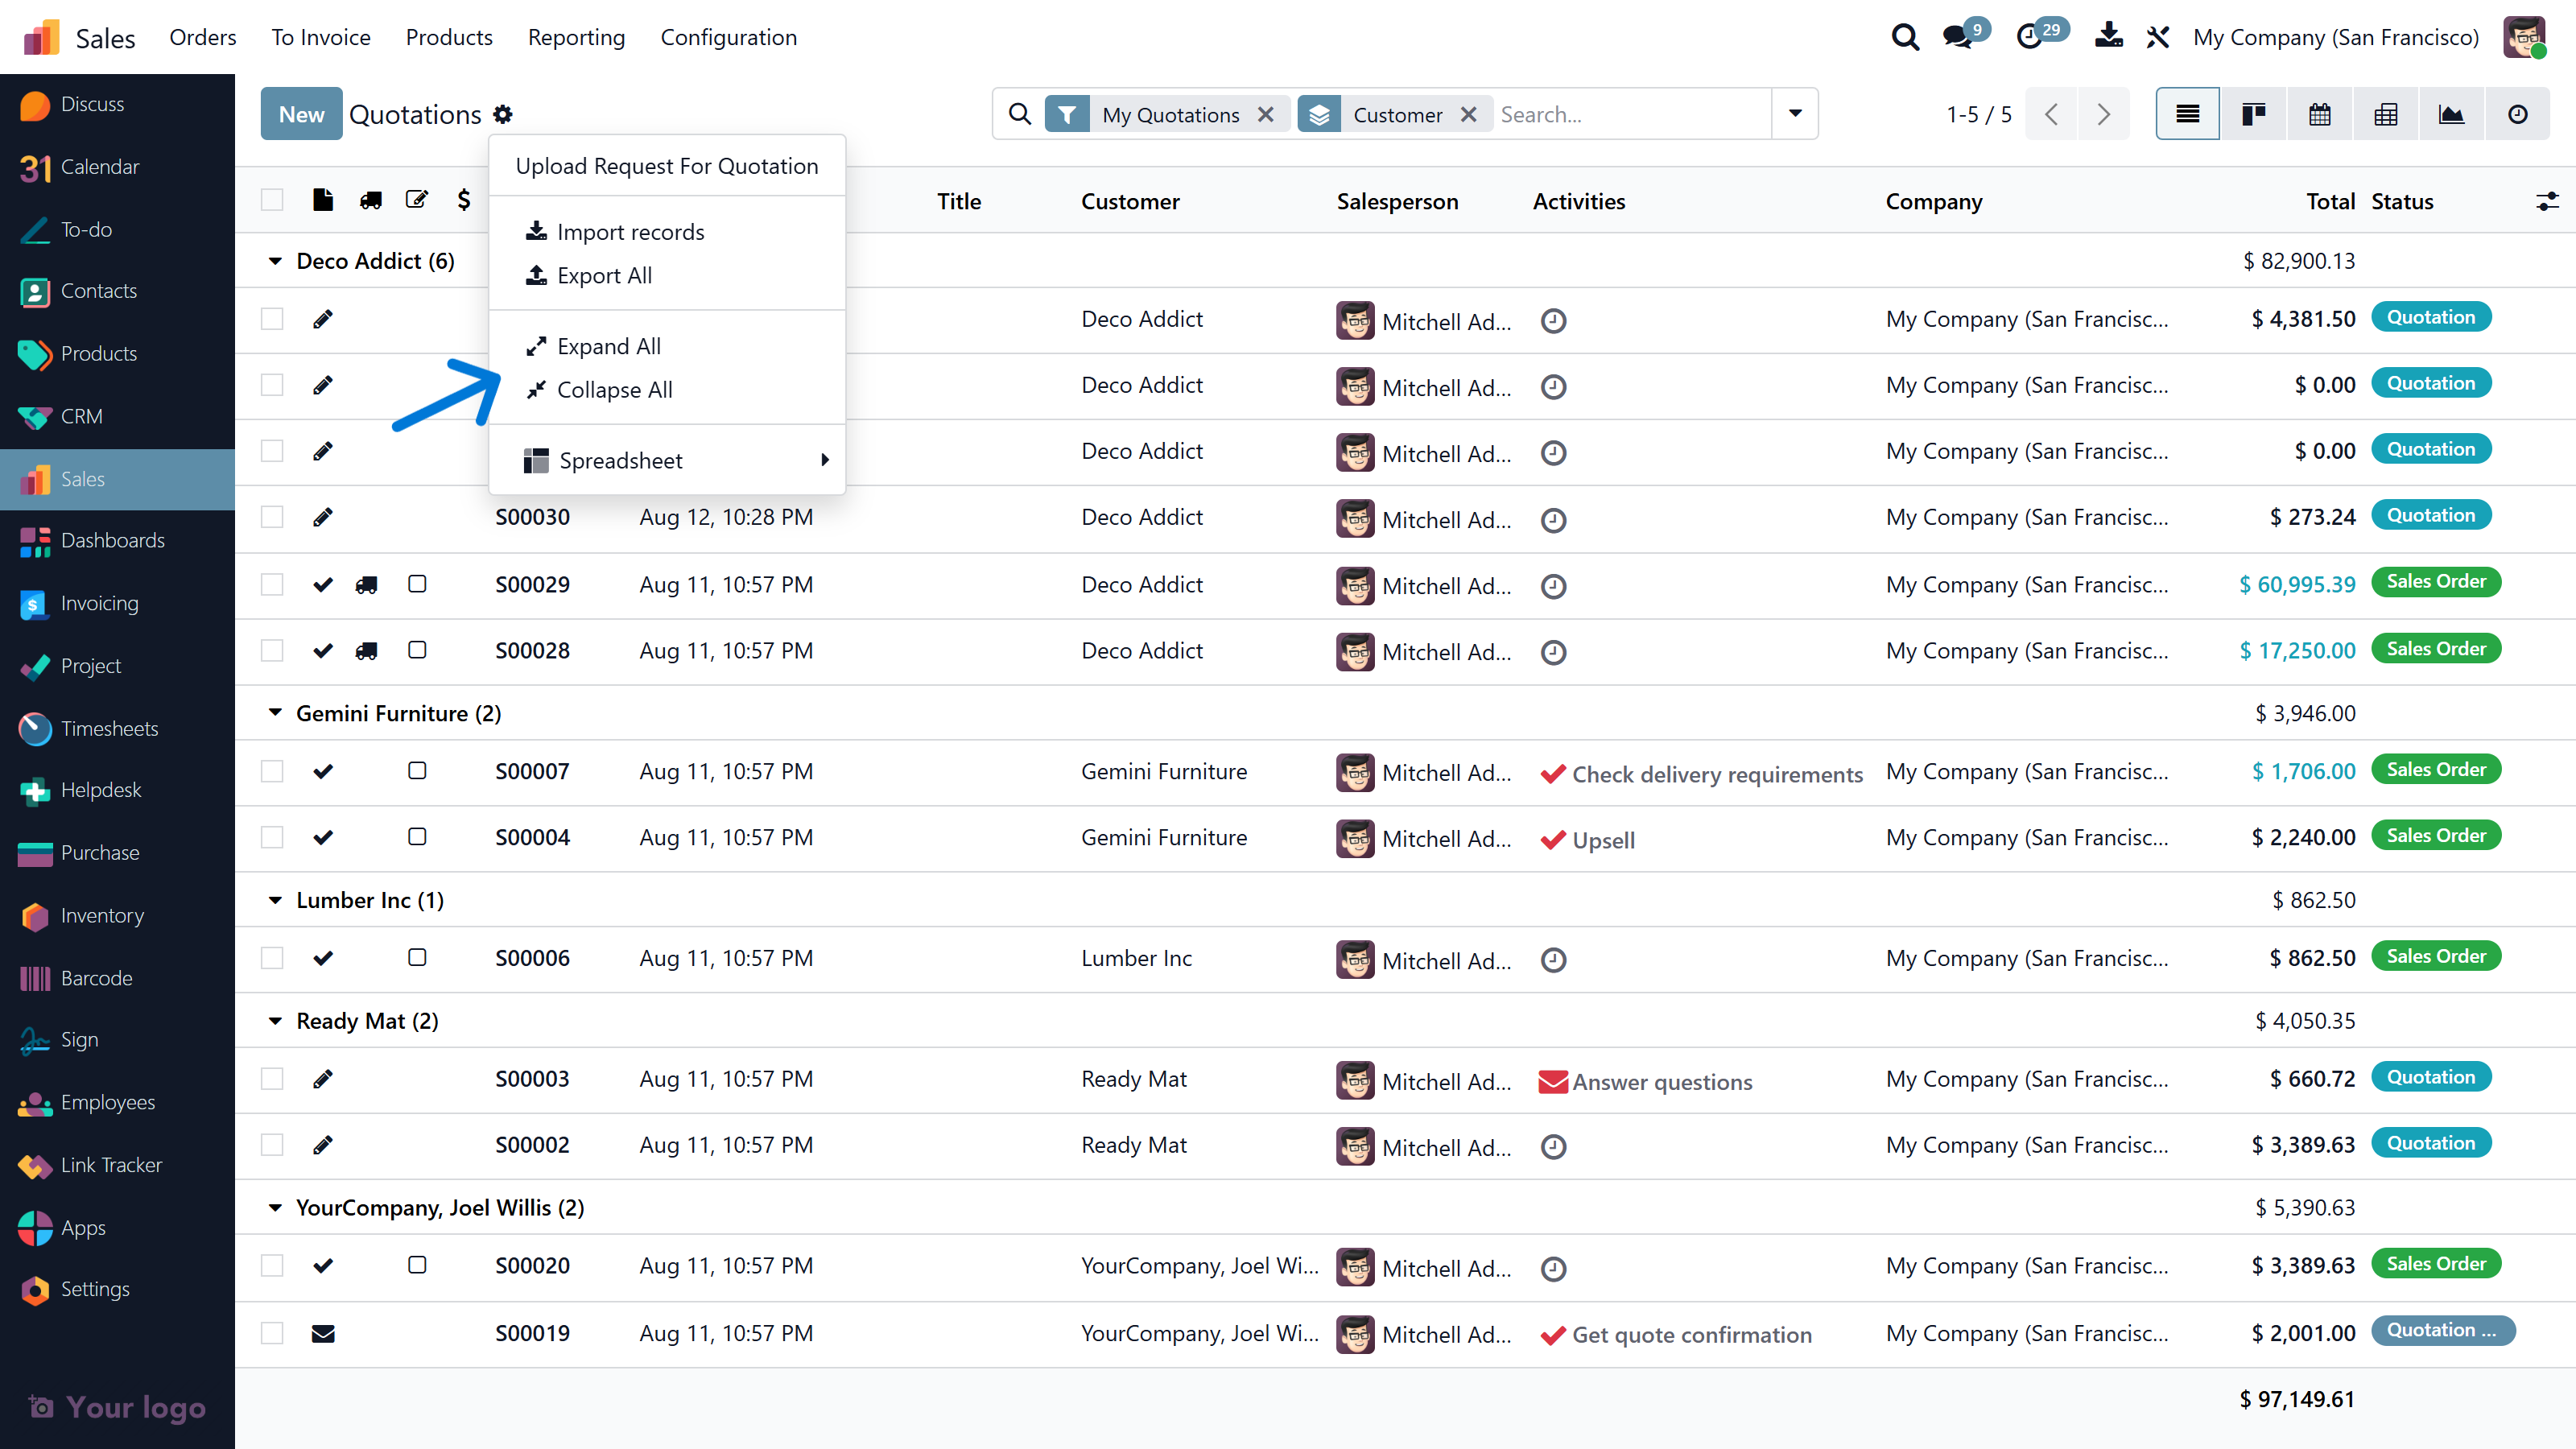 Sales Orders To Invoice Products Reporting Configuration 9 29 My Company (San Francisco)
Discuss
Calendar
To-do
Contacts
Products
CRM
Sales
Dashboards
Invoicing
Project
Timesheets
Helpdesk
Purchase
Inventory
Barcode
Sign
Employees
Link Tracker
Apps
Settings
Your logo
New Quotations My Quotations Customer Search... 1-5 / 5
Upload Request For Quotation
Import records
Export All
Expand All
Collapse All
Spreadsheet
Title Customer Salesperson Activities Company Total Status
Deco Addict (6) $ 82,900.13
Deco Addict Mitchell Ad... My Company (San Francisc... $ 4,381.50 Quotation
Deco Addict Mitchell Ad... My Company (San Francisc... $ 0.00 Quotation
Deco Addict Mitchell Ad... My Company (San Francisc... $ 0.00 Quotation
S00030 Aug 12, 10:28 PM Deco Addict Mitchell Ad... My Company (San Francisc... $ 273.24 Quotation
S00029 Aug 11, 10:57 PM Deco Addict Mitchell Ad... My Company (San Francisc... $ 60,995.39 Sales Order
S00028 Aug 11, 10:57 PM Deco Addict Mitchell Ad... My Company (San Francisc... $ 17,250.00 Sales Order
Gemini Furniture (2) $ 3,946.00
S00007 Aug 11, 10:57 PM Gemini Furniture Mitchell Ad... Check delivery requirements My Company (San Francisc... $ 1,706.00 Sales Order
S00004 Aug 11, 10:57 PM Gemini Furniture Mitchell Ad... Upsell My Company (San Francisc... $ 2,240.00 Sales Order
Lumber Inc (1) $ 862.50
S00006 Aug 11, 10:57 PM Lumber Inc Mitchell Ad... My Company (San Francisc... $ 862.50 Sales Order
Ready Mat (2) $ 4,050.35
S00003 Aug 11, 10:57 PM Ready Mat Mitchell Ad... Answer questions My Company (San Francisc... $ 660.72 Quotation
S00002 Aug 11, 10:57 PM Ready Mat Mitchell Ad... My Company (San Francisc... $ 3,389.63 Quotation
YourCompany, Joel Willis (2) $ 5,390.63
S00020 Aug 11, 10:57 PM YourCompany, Joel Wi... Mitchell Ad... My Company (San Francisc... $ 3,389.63 Sales Order
S00019 Aug 11, 10:57 PM YourCompany, Joel Wi... Mitchell Ad... Get quote confirmation My Company (San Francisc... $ 2,001.00 Quotation ...
$ 97,149.61